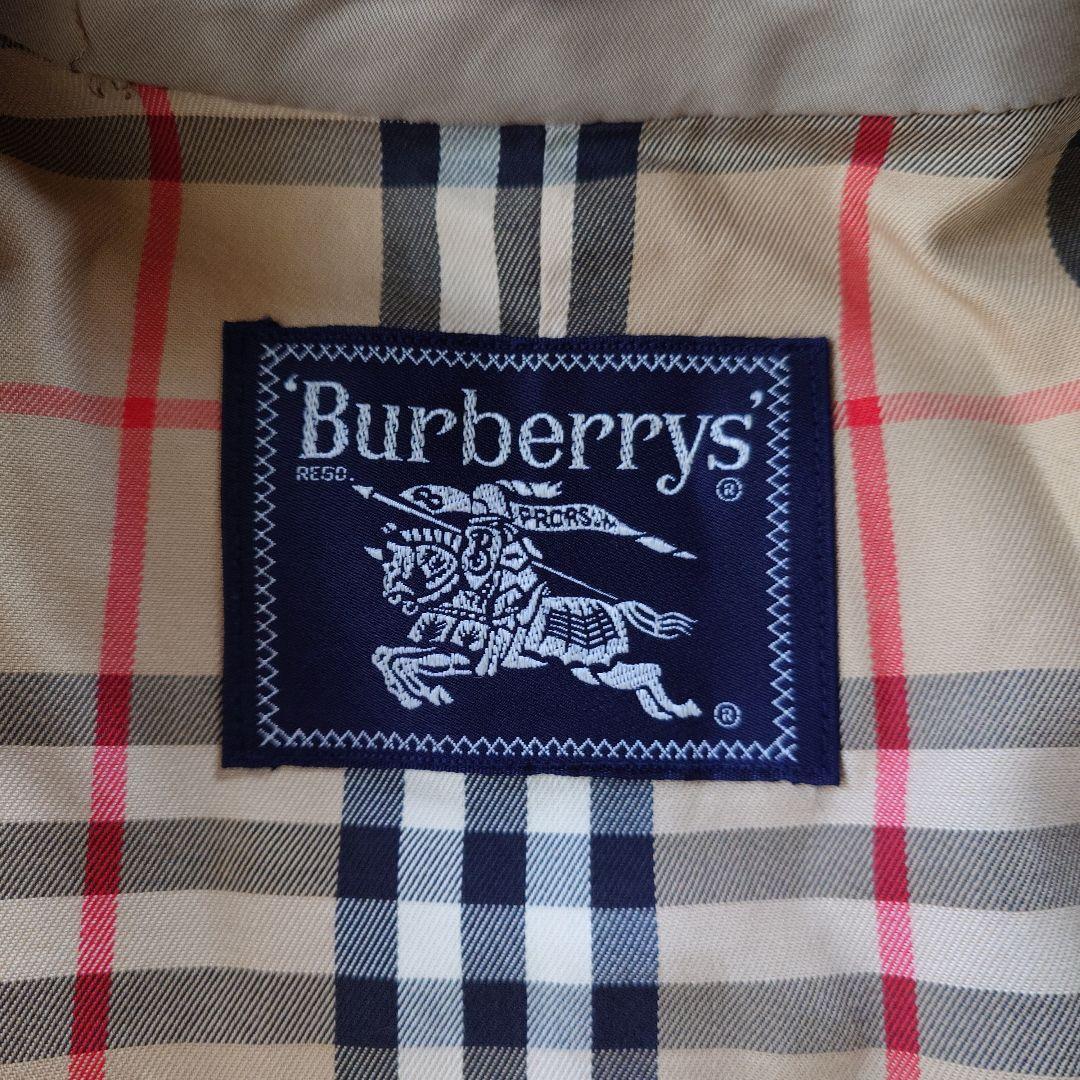 'Burberrys'
REGD. ®
B PRORSUM
B
®